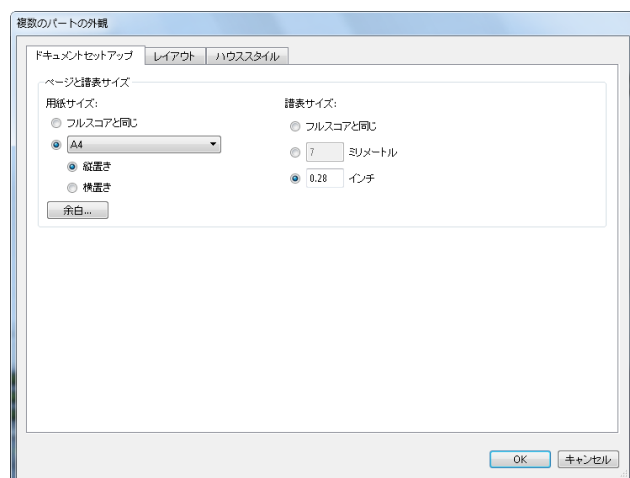 複数のパートの外観
ドキュメントセットアップ レイアウト ハウススタイル
ページと譜表サイズ
用紙サイズ:
フルスコアと同じ
A4
縦置き
横置き
余白...
譜表サイズ:
フルスコアと同じ
7 ミリメートル
0.28 インチ
OK キャンセル